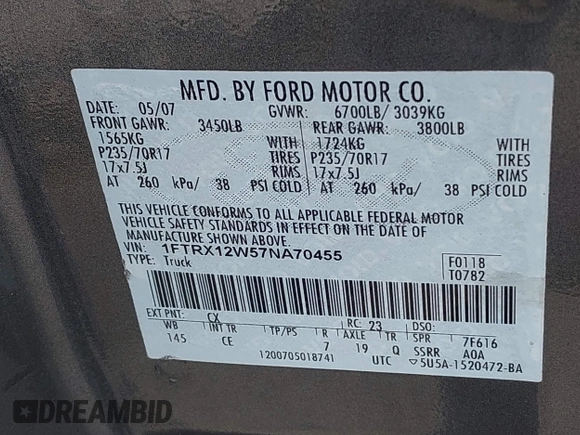 MFD. BY FORD MOTOR CO.
DATE: 05/07 GVWR: 6700LB/ 3039KG
FRONT GAWR: 3450LB REAR GAWR: 3800LB
1565KG WITH 1724KG WITH
P235/70R17 TIRES P235/70R17 TIRES
17x7.5J RIMS 17x7.5J RIMS
AT 260 kPa/ 38 PSI COLD AT 260 kPa/ 38 PSI COLD
THIS VEHICLE CONFORMS TO ALL APPLICABLE FEDERAL MOTOR
VEHICLE SAFETY STANDARDS IN EFFECT ON THE DATE OF
MANUFACTURE SHOWN ABOVE.
VIN: 1FTRX12W57NA70455 F0118
TYPE: Truck T0782
EXT PNT: CX RC: 23 DSO:
WB INT TR TP/PS R AXLE TR SPR 7F616
145 CE 7 19 Q SSRR A0A
1200705018741 UTC ▽5U5A-1520472-BA
DREAMBID